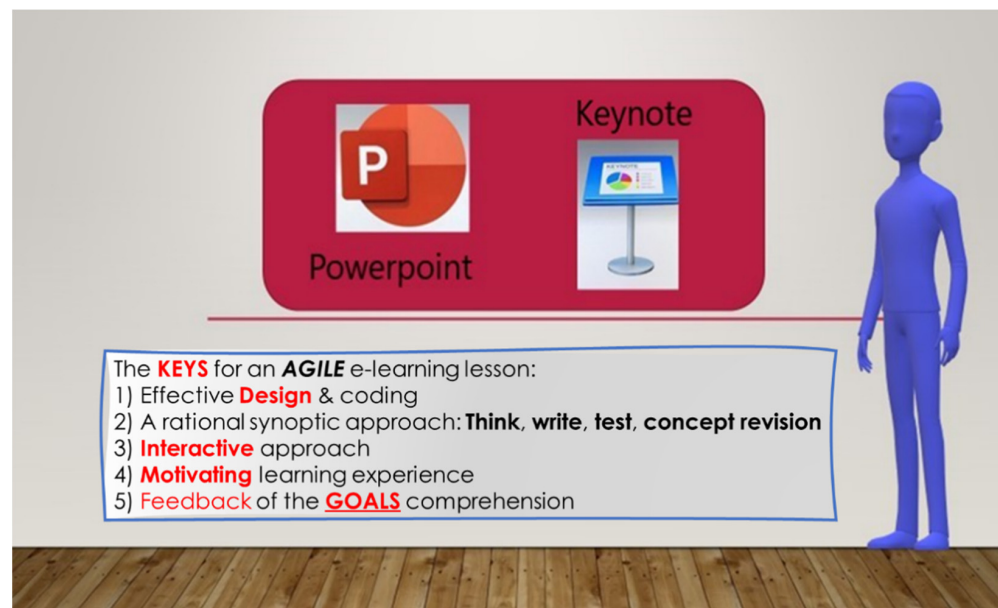 P
Powerpoint
Keynote
KEYNOTE
The KEYS for an AGILE e-learning lesson:
1) Effective Design & coding
2) A rational synoptic approach: Think, write, test, concept revision
3) Interactive approach
4) Motivating learning experience
5) Feedback of the GOALS comprehension